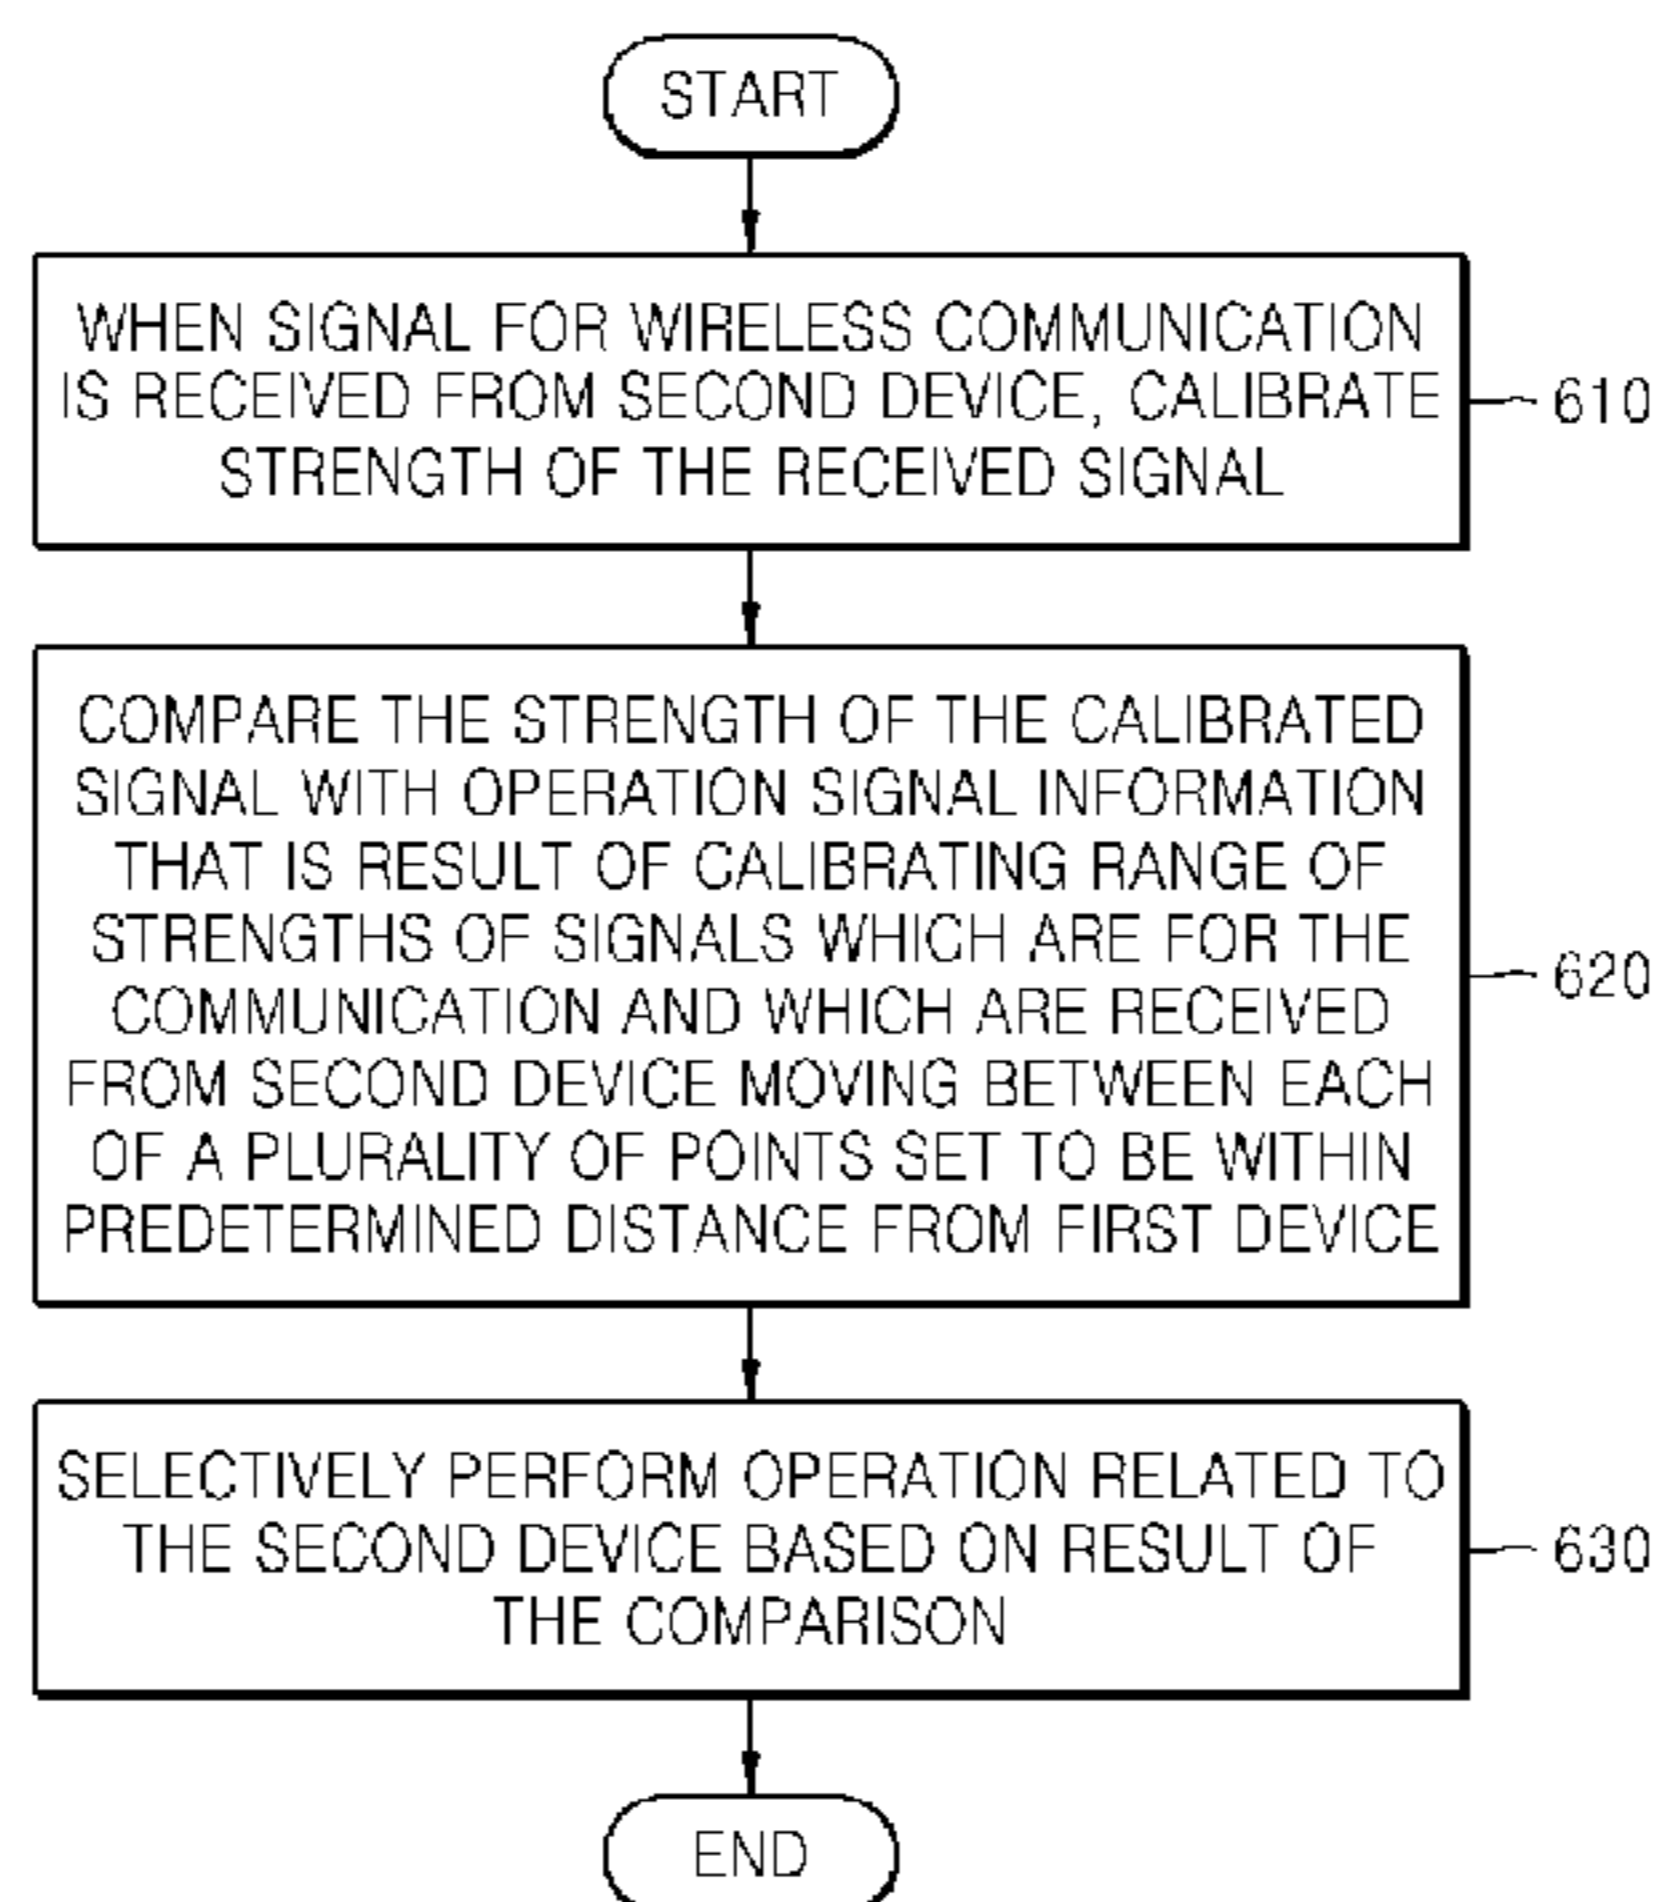 START
WHEN SIGNAL FOR WIRELESS COMMUNICATION
IS RECEIVED FROM SECOND DEVICE, CALIBRATE
STRENGTH OF THE RECEIVED SIGNAL
610
COMPARE THE STRENGTH OF THE CALIBRATED
SIGNAL WITH OPERATION SIGNAL INFORMATION
THAT IS RESULT OF CALIBRATING RANGE OF
STRENGTHS OF SIGNALS WHICH ARE FOR THE
COMMUNICATION AND WHICH ARE RECEIVED
FROM SECOND DEVICE MOVING BETWEEN EACH
OF A PLURALITY OF POINTS SET TO BE WITHIN
PREDETERMINED DISTANCE FROM FIRST DEVICE
620
SELECTIVELY PERFORM OPERATION RELATED TO
THE SECOND DEVICE BASED ON RESULT OF
THE COMPARISON
630
END